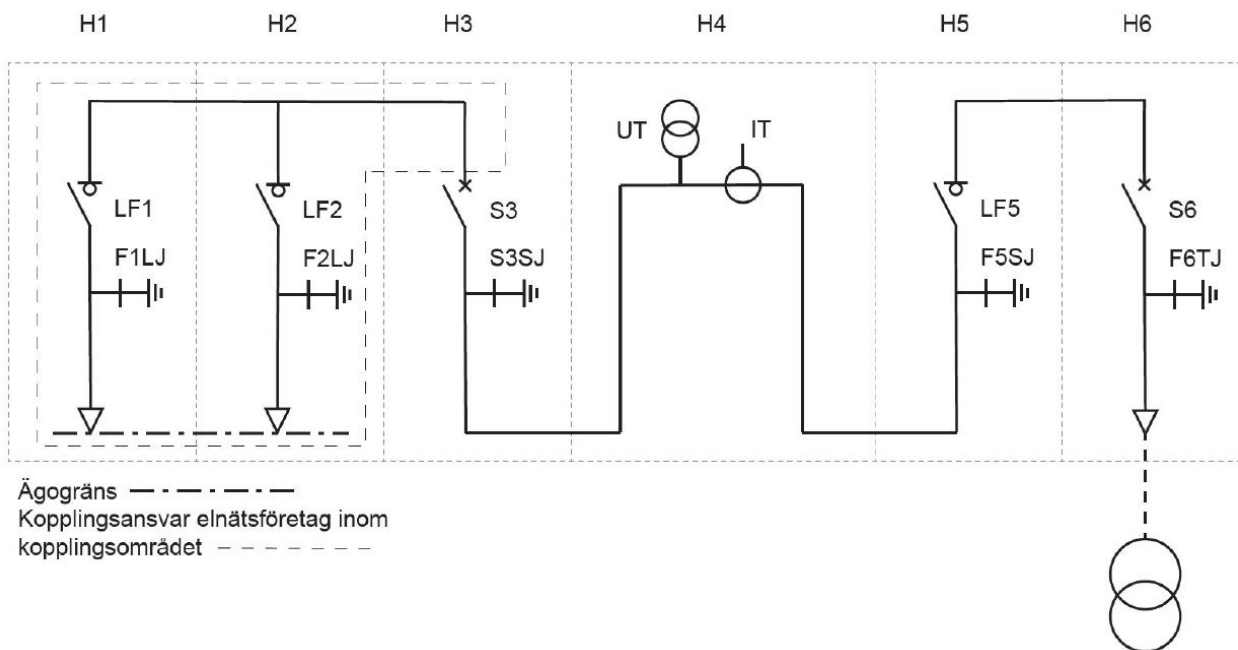 H1 H2 H3 H4 H5 H6
UT IT
LF1 LF2 S3 LF5 S6
F1LJ F2LJ S3SJ F5SJ F6TJ
Ägogräns
Kopplingsansvar elnätsföretag inom
kopplingsområdet